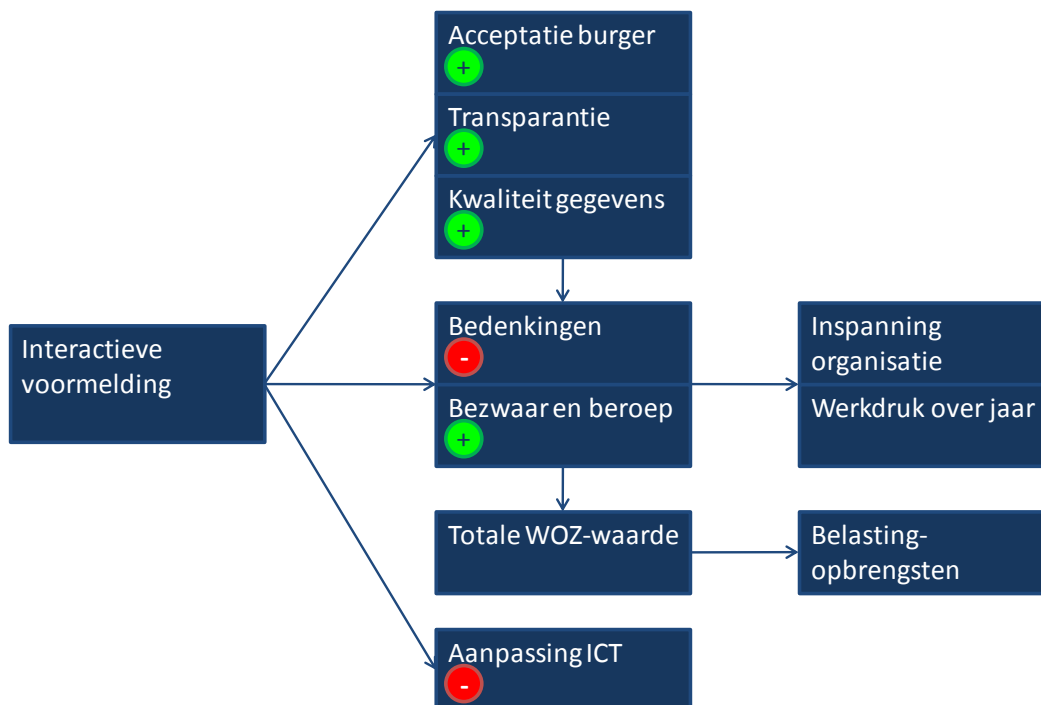 Acceptatie burger
+
Transparantie
+
Kwaliteit gegevens
+
Interactieve
voormelding
Bedenkingen
-
Bezwaar en beroep
+
Inspanning
organisatie
Werkdruk over jaar
Totale WOZ-waarde
Belasting-
opbrengsten
Aanpassing ICT
-